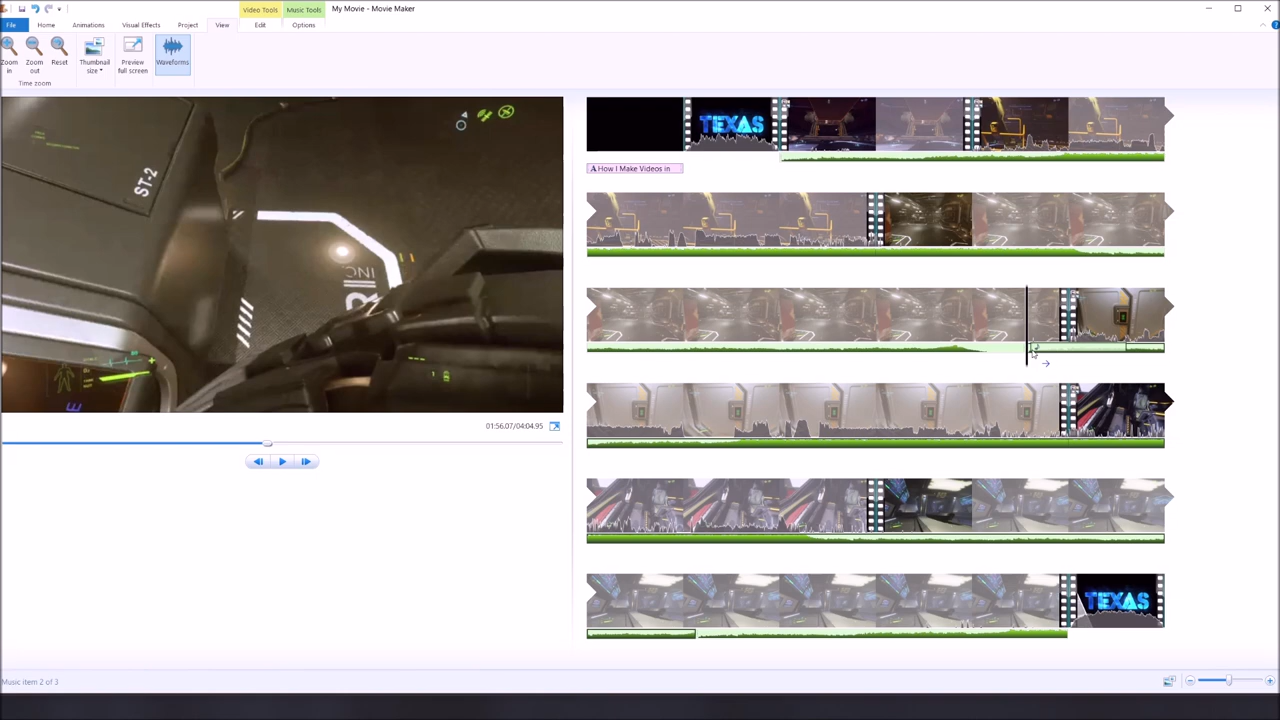 Video Tools
Music Tools
My Movie - Movie Maker
File
Home
Animations
Visual Effects
Project
View
Edit
Options
Zoom in
Zoom out
Reset
Thumbnail size
Preview full screen
Waveforms
Time zoom
ST-2
INC
TEXAS
A How I Make Videos in
01:56.07/04:04.95
TEXAS
Music item 2 of 3